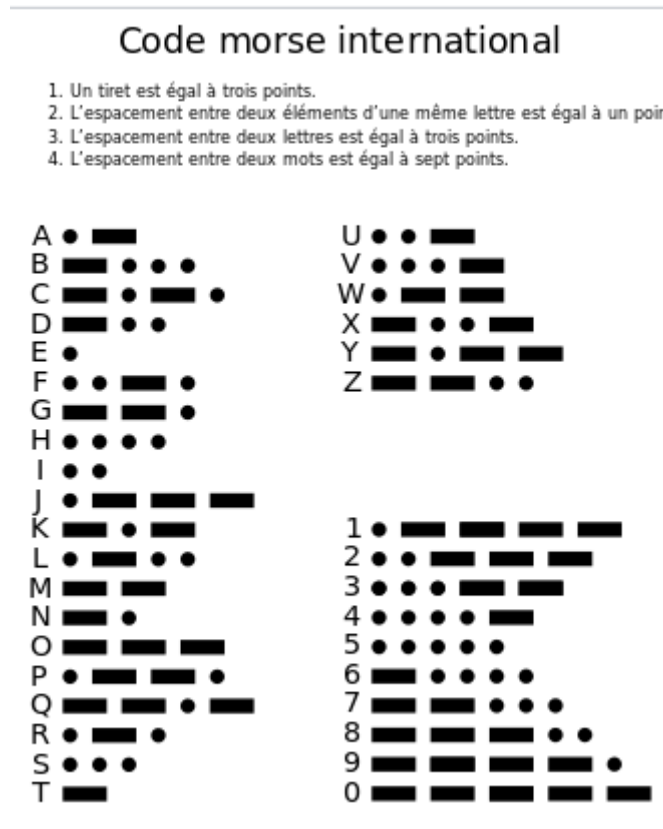 Code morse international
1. Un tiret est égal à trois points.
2. L'espacement entre deux éléments d'une même lettre est égal à un
3. L'espacement entre deux lettres est égal à trois points.
4. L'espacement entre deux mots est égal à sept points.
A
B
C
D
E
F
G
H
I
J
K
L
M
N
O
P
Q
R
S
T
U
V
W
X
Y
Z
1
2
3
4
5
6
7
8
9
0